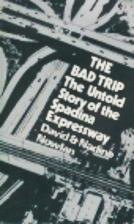 THE
BAD TRIP
The Untold
Story of the
Spadina
Expressway
David & Nadine
Nowlan